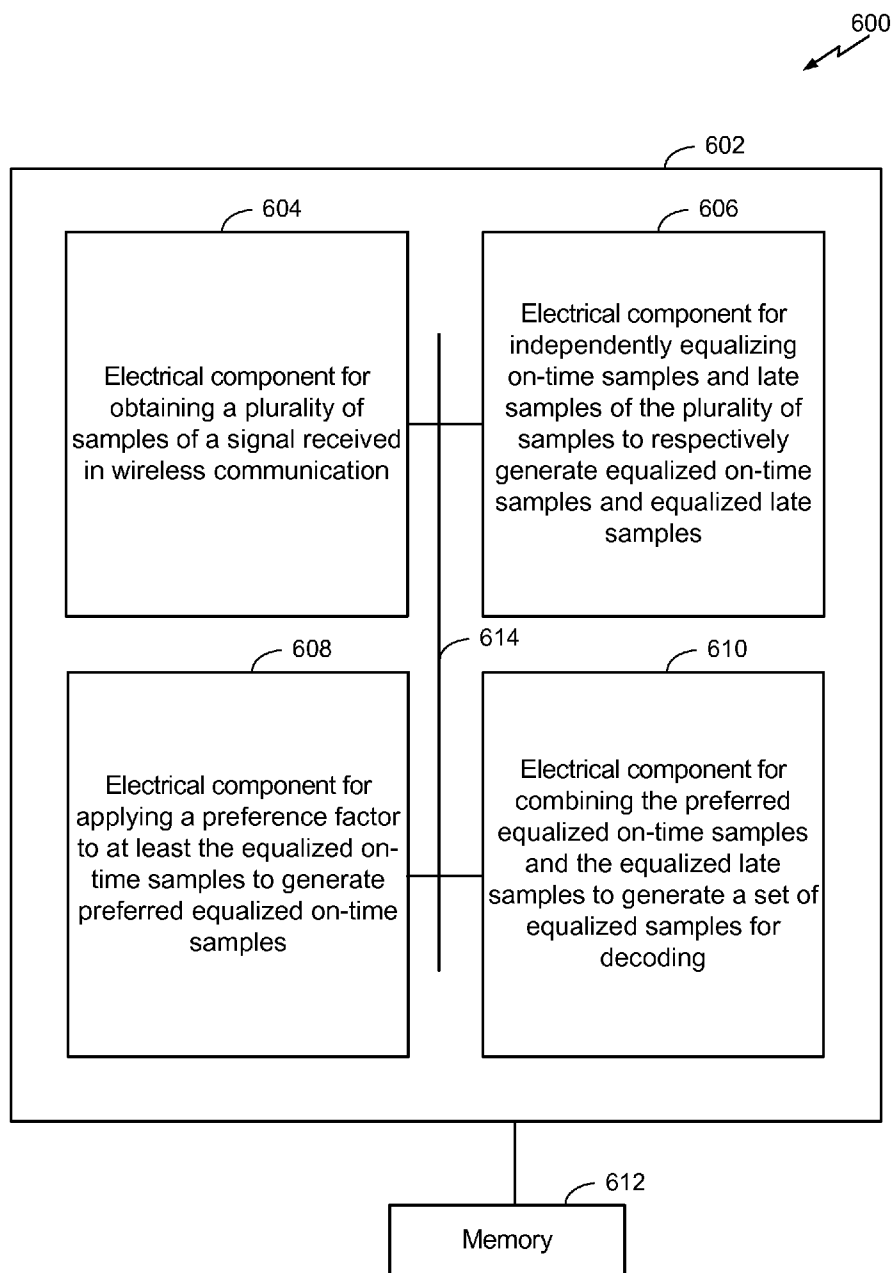 600
602
604
Electrical component for
obtaining a plurality of
samples of a signal received
in wireless communication
606
Electrical component for
independently equalizing
on-time samples and late
samples of the plurality of
samples to respectively
generate equalized on-time
samples and equalized late
samples
614
608
Electrical component for
applying a preference factor
to at least the equalized on-
time samples to generate
preferred equalized on-time
samples
610
Electrical component for
combining the preferred
equalized on-time samples
and the equalized late
samples to generate a set of
equalized samples for
decoding
612
Memory